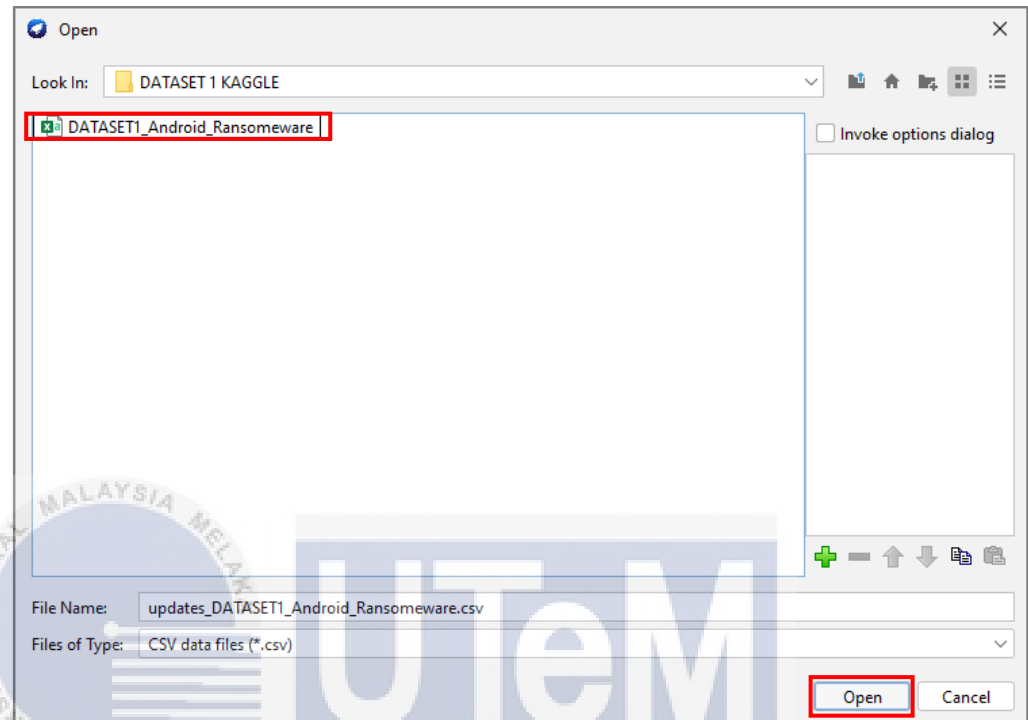 Open
Look In: DATASET 1 KAGGLE
DATASET1_Android_Ransomeware
Invoke options dialog
MALAYSIA
UTeM
File Name: updates_DATASET1_Android_Ransomeware.csv
Files of Type: CSV data files (*.csv)
Open Cancel